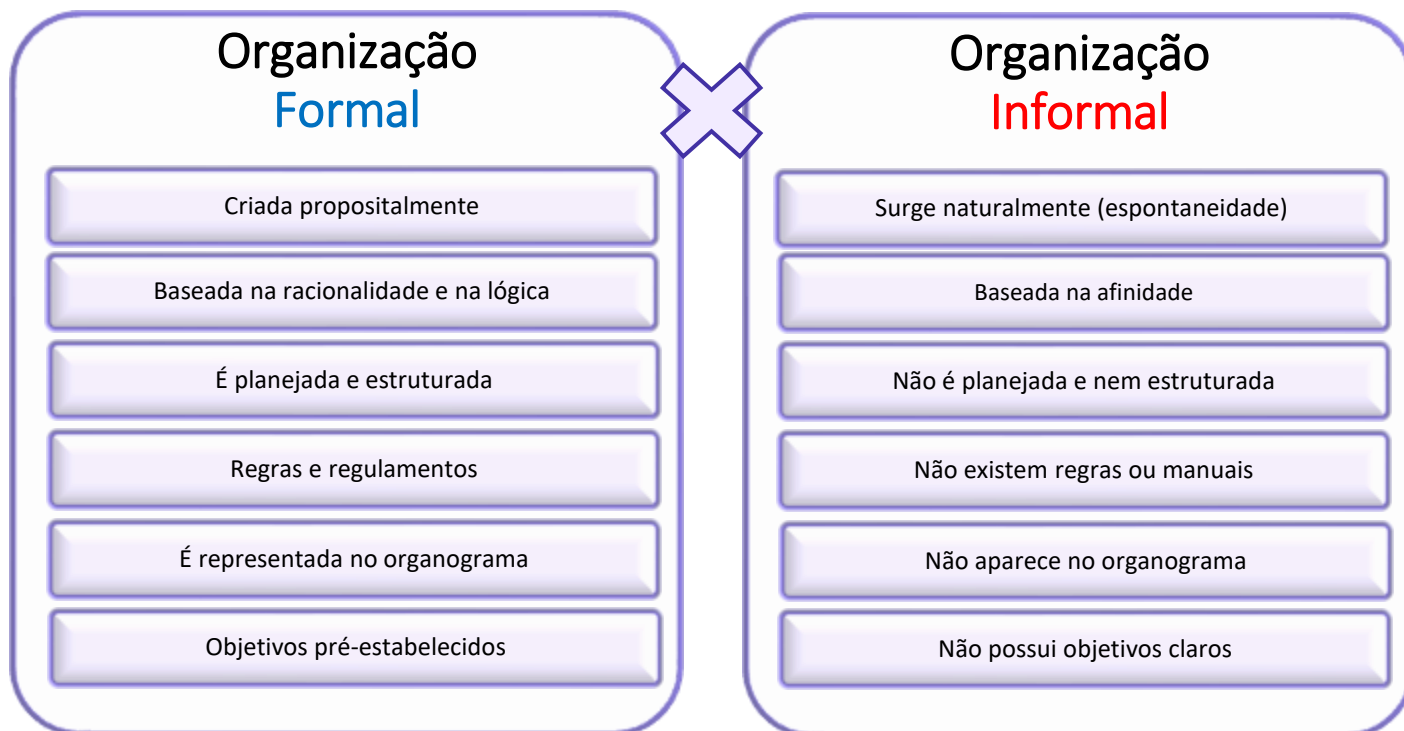 Organização
Formal
Criada propositalmente
Baseada na racionalidade e na lógica
É planejada e estruturada
Regras e regulamentos
É representada no organograma
Objetivos pré-estabelecidos
Organização
Informal
Surge naturalmente (espontaneidade)
Baseada na afinidade
Não é planejada e nem estruturada
Não existem regras ou manuais
Não aparece no organograma
Não possui objetivos claros